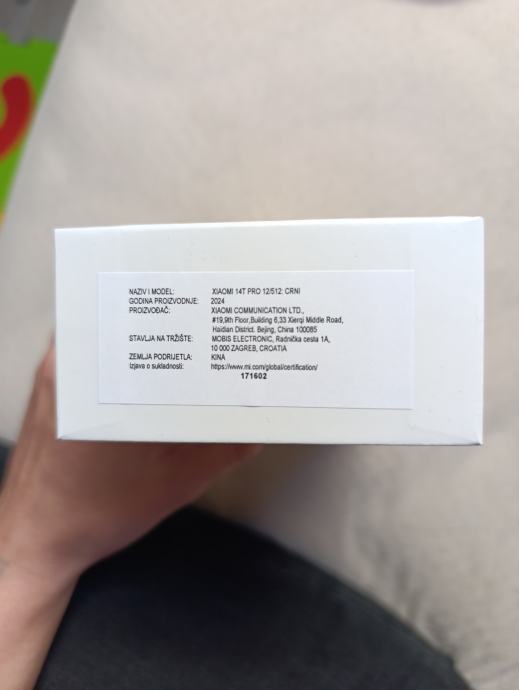 NAZIV I MODEL: XIAOMI 14T PRO 12/512: CRNI
GODINA PROIZVODNJE: 2024
PROIZVOĐAČ: XIAOMI COMMUNICATION LTD.,
#19,9th Floor,Building 6,33 Xierqi Middle Road,
Haidian District, Bejing, China 100085
STAVLJA NA TRŽIŠTE: MOBIS ELECTRONIC, Radnička cesta 1A,
10 000 ZAGREB, CROATIA
ZEMLJA PODRIJETLA: KINA
Izjava o sukladnosti: https://www.mi.com/global/certification/
171602